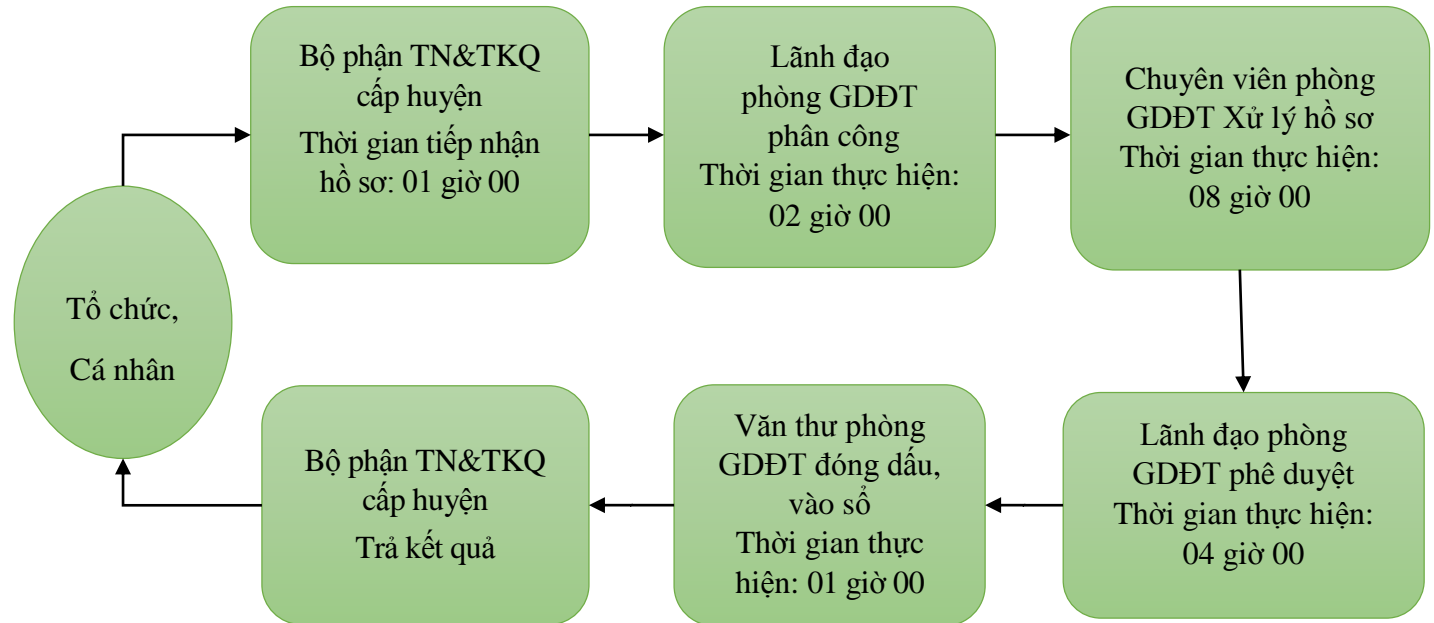 Bộ phận TN&TKQ
cấp huyện
Thời gian tiếp nhận
hồ sơ: 01 giờ 00
Lãnh đạo
phòng GDĐT
phân công
Thời gian thực hiện:
02 giờ 00
Chuyên viên phòng
GDĐT Xử lý hồ sơ
Thời gian thực hiện:
08 giờ 00
Tổ chức,
Cá nhân
Bộ phận TN&TKQ
cấp huyện
Trả kết quả
Văn thư phòng
GDĐT đóng dấu,
vào sổ
Thời gian thực
hiện: 01 giờ 00
Lãnh đạo phòng
GDĐT phê duyệt
Thời gian thực hiện:
04 giờ 00